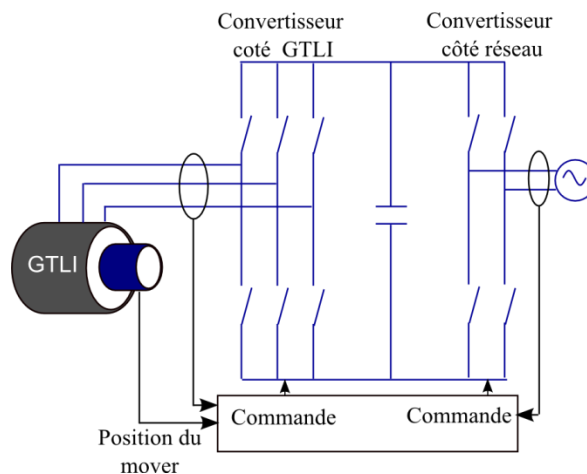 Convertisseur
coté GTLI
Convertisseur
côté réseau
GTLI
Commande
Commande
Position du
mover